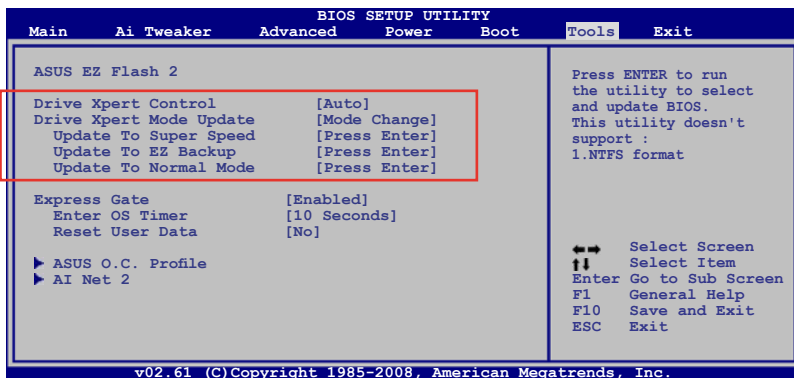 BIOS SETUP UTILITY
Main Ai Tweaker Advanced Power Boot Tools Exit
ASUS EZ Flash 2
Drive Xpert Control [Auto]
Drive Xpert Mode Update [Mode Change]
Update To Super Speed [Press Enter]
Update To EZ Backup [Press Enter]
Update To Normal Mode [Press Enter]
Express Gate [Enabled]
Enter OS Timer [10 Seconds]
Reset User Data [No]
ASUS O.C. Profile
AI Net 2
Press ENTER to run
the utility to select
and update BIOS.
This utility doesn't
support :
1.NTFS format
Select Screen
Select Item
Enter Go to Sub Screen
F1 General Help
F10 Save and Exit
ESC Exit
v02.61 (C)Copyright 1985-2008, American Megatrends, Inc.